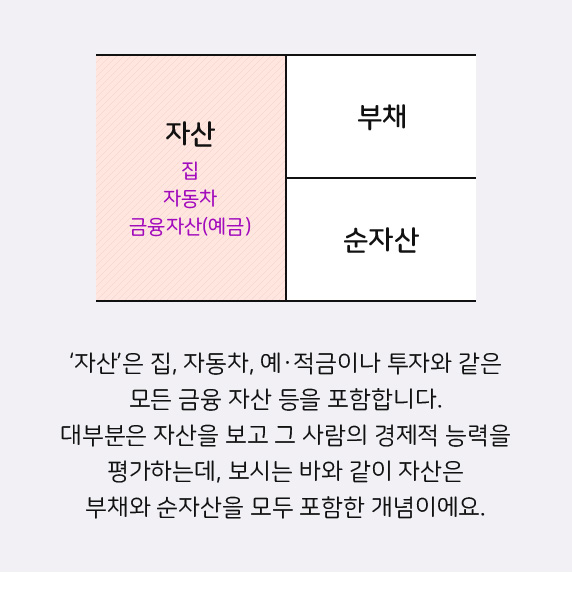 자산
집
자동차
금융자산(예금)
부채
순자산
‘자산’은 집, 자동차, 예·적금이나 투자와 같은
모든 금융 자산 등을 포함합니다.
대부분은 자산을 보고 그 사람의 경제적 능력을
평가하는데, 보시는 바와 같이 자산은
부채와 순자산을 모두 포함한 개념이에요.